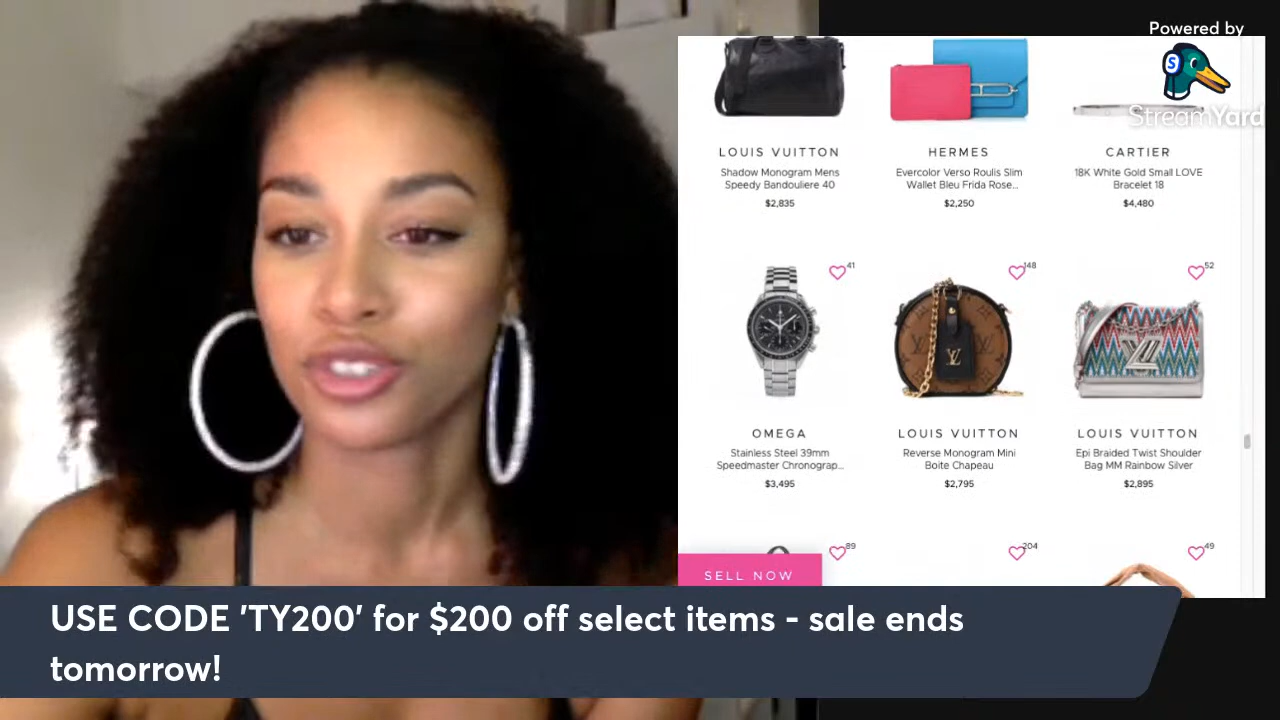 Powered by
S
StreamYard
LOUIS VUITTON
Shadow Monogram Mens
Speedy Bandouliere 40
$2,835
HERMES
Evercolor Verso Roulis Slim
Wallet Bleu Frida Rose...
$2,250
CARTIER
18K White Gold Small LOVE
Bracelet 18
$4,480
41
148
52
LV
OMEGA
Stainless Steel 39mm
Speedmaster Chronograp...
$3,495
LOUIS VUITTON
Reverse Monogram Mini
Boite Chapeau
$2,795
LOUIS VUITTON
Epi Braided Twist Shoulder
Bag MM Rainbow Silver
$2,895
89
204
49
SELL NOW
USE CODE 'TY200' for $200 off select items - sale ends
tomorrow!